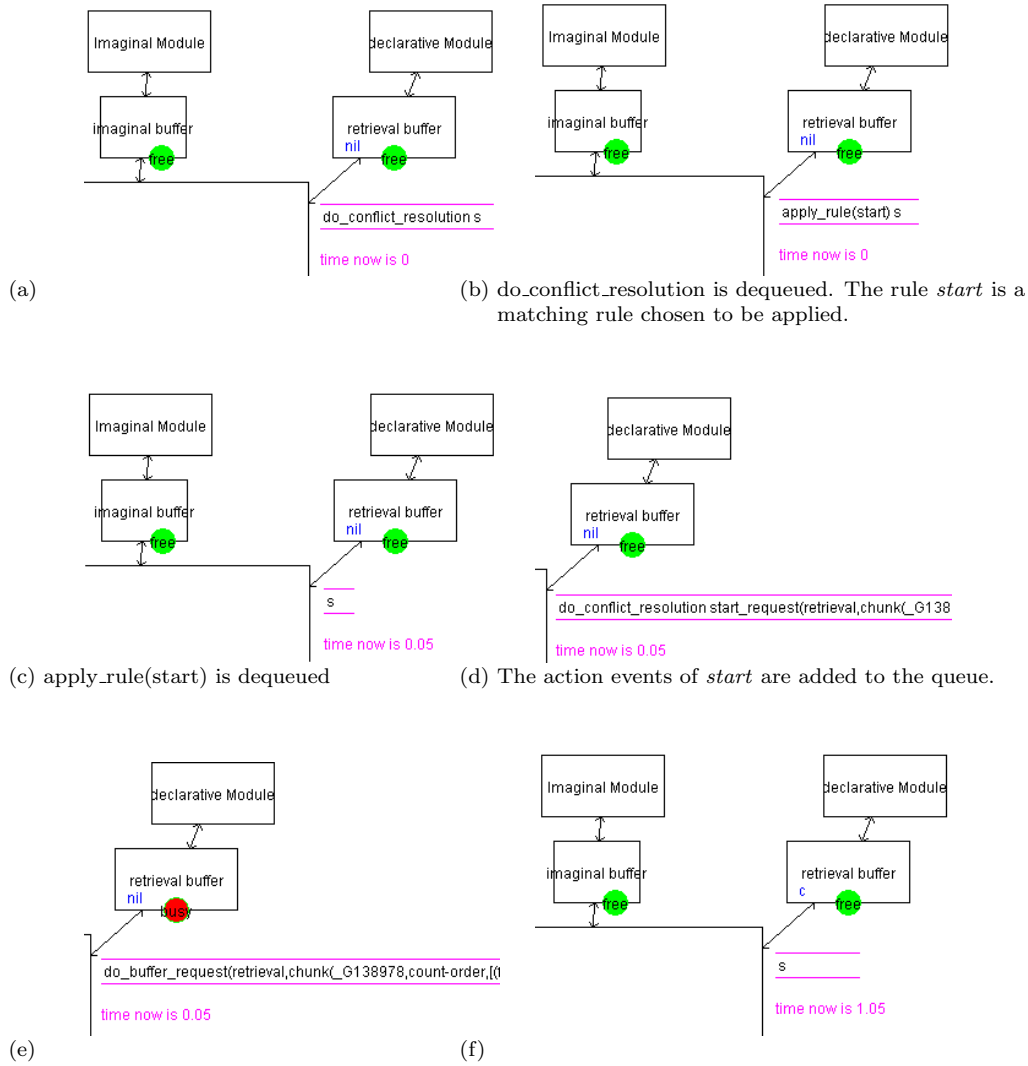 Imaginal Module
declarative Module
imaginal buffer
retrieval buffer
nil
free
free
do_conflict_resolution s
time now is 0
(a)
Imaginal Module
declarative Module
imaginal buffer
retrieval buffer
nil
free
free
apply_rule(start) s
time now is 0
(b) do_conflict_resolution is dequeued. The rule start is a
matching rule chosen to be applied.
Imaginal Module
declarative Module
imaginal buffer
retrieval buffer
nil
free
free
s
time now is 0.05
(c) apply_rule(start) is dequeued
declarative Module
retrieval buffer
nil
free
do_conflict_resolution start_request(retrieval,chunk(_G138
time now is 0.05
(d) The action events of start are added to the queue.
declarative Module
retrieval buffer
nil
busy
do_buffer_request(retrieval,chunk(_G138978,count-order,[(f
time now is 0.05
(e)
Imaginal Module
declarative Module
imaginal buffer
retrieval buffer
c
free
free
s
time now is 1.05
(f)